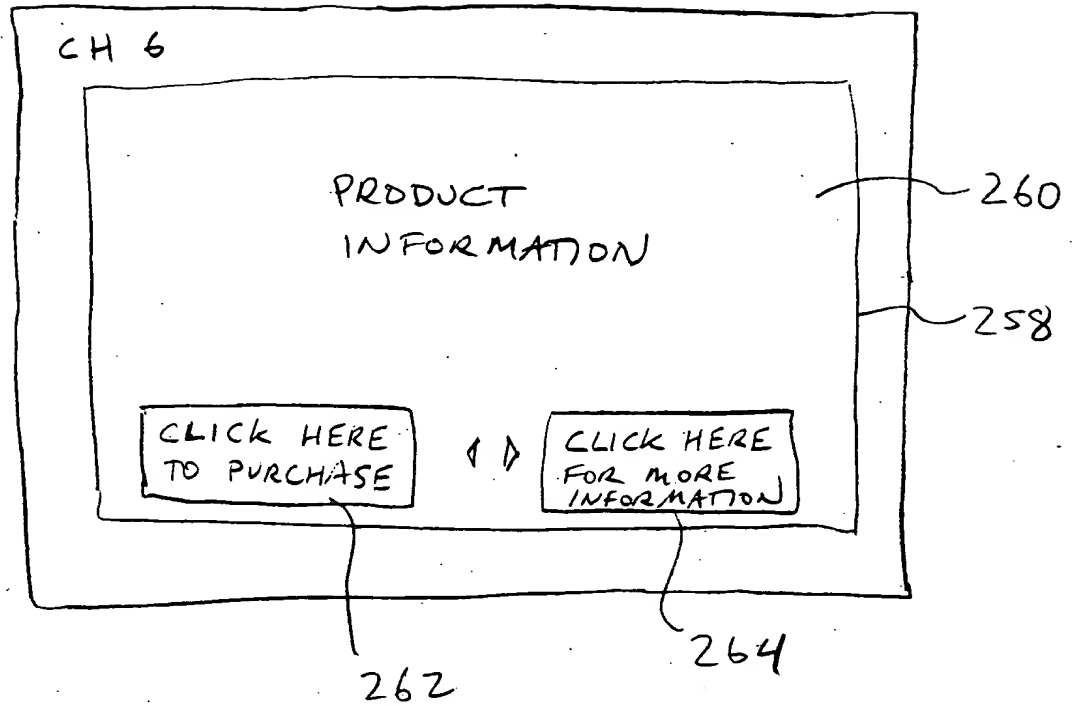 CH 6
PRODUCT
INFORMATION
260
258
CLICK HERE
TO PURCHASE
CLICK HERE
FOR MORE
INFORMATION
262
264